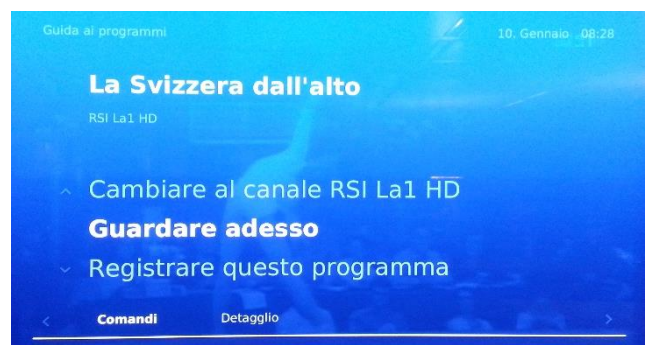 Guida ai programmi 10. Gennaio 08:28
La Svizzera dall'alto
RSI La1 HD
Cambiare al canale RSI La1 HD
Guardare adesso
Registrare questo programma
Comandi Detagglio